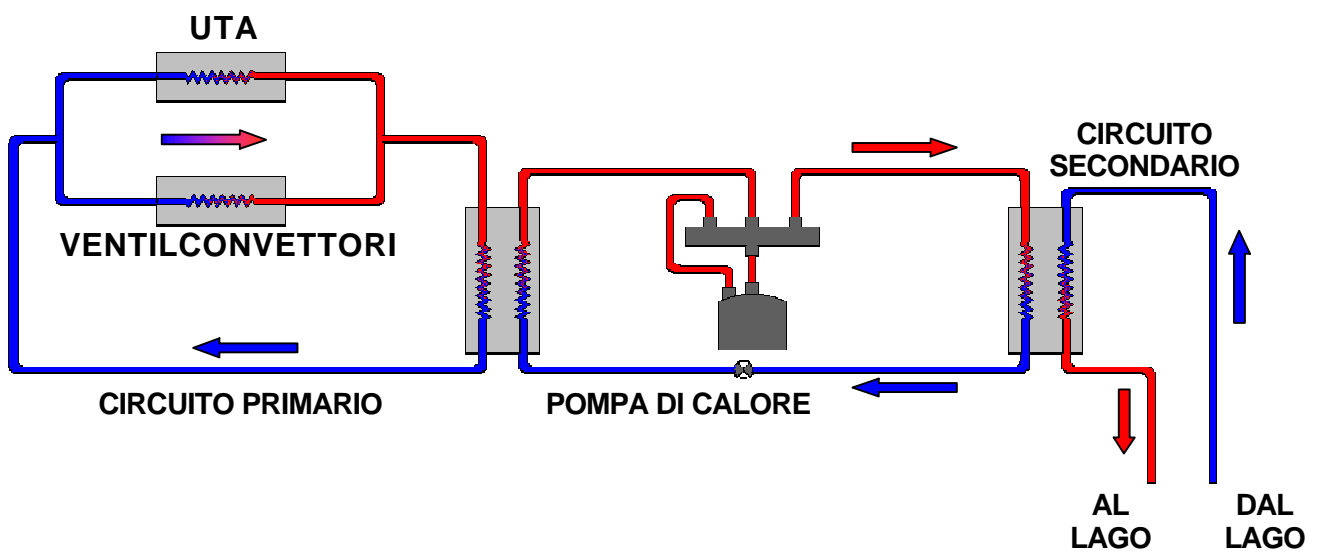 UTA
VENTILCONVETTORI
CIRCUITO
SECONDARIO
CIRCUITO PRIMARIO
POMPA DI CALORE
AL
LAGO
DAL
LAGO